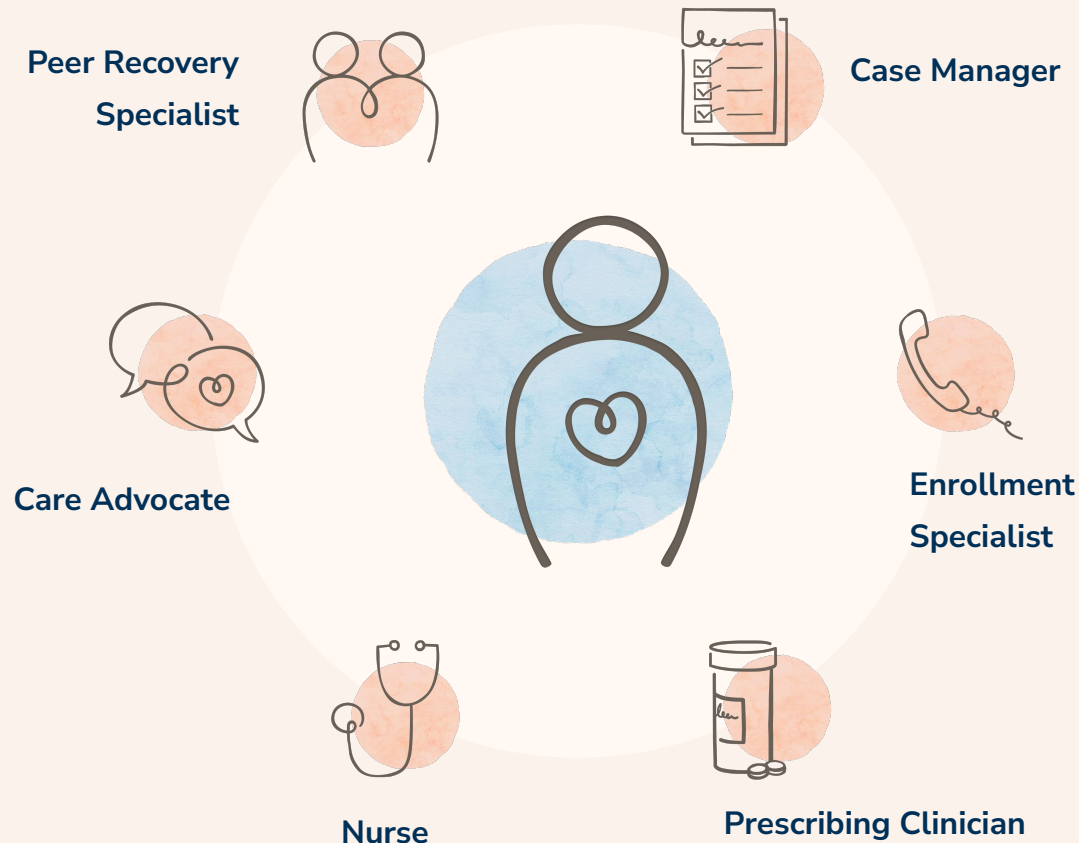 Peer Recovery
Specialist
Case Manager
Care Advocate
Enrollment
Specialist
Nurse
Prescribing Clinician